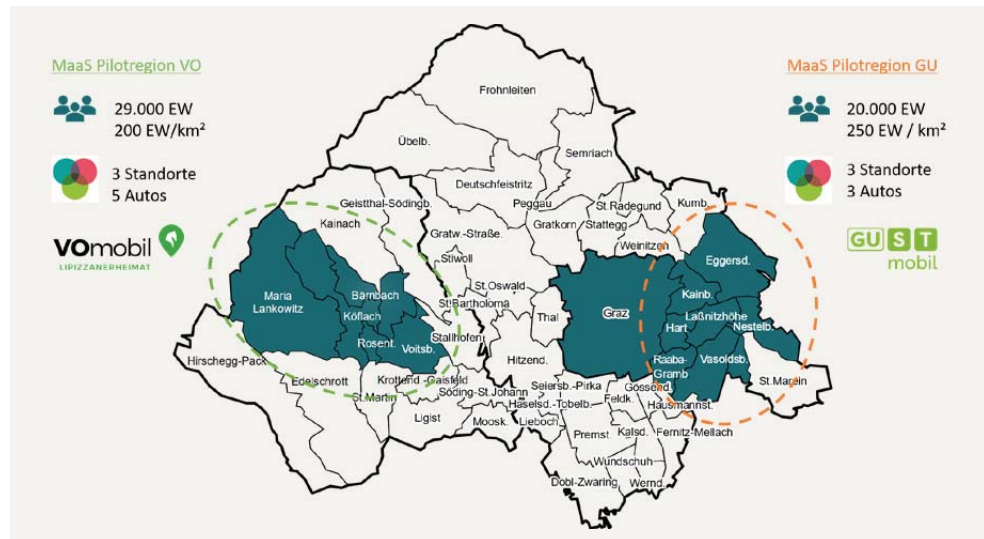 MaaS Pilotregion VO
29.000 EW
200 EW/km²
3 Standorte
5 Autos
VOmobil
LIPIZZANERHEIMAT
MaaS Pilotregion GU
20.000 EW
250 EW / km²
3 Standorte
3 Autos
GUST
mobil
Frohnleiten
Übelb.
Semriach
Deutschfeistritz
Peggau
Geistthal-Södingb.
St.Radegund
Kumb.
Kainach
Gratw.-Straße.
Gratkorn
Stattegg
Weinitzen
Stiwoll
Eggersd.
St.Oswald
Maria
Lankowitz
Bärnbach
St.Bartholomä
Kainb.
Köflach
Thal
Graz
Laßnitzhöhe
Hart
Nestelb.
Rosent.
Voitsb.
Stallhofen
Hirschegg-Pack
Hitzend.
Raaba-
Gramb
Vasoldsb.
Edelschrott
Krottend.-Gaisfeld
Seiersb.-Pirka
Gössend.
St.Marein
St.Martin
Söding-St.Johann
Feldk.
Haselsd.-Tobelb.
Hausmannst.
Ligist
Moosk.
Lieboch
Premst.
Kalsd.
Fernitz-Mellach
Wundschuh
Dobl-Zwaring
Wernd.